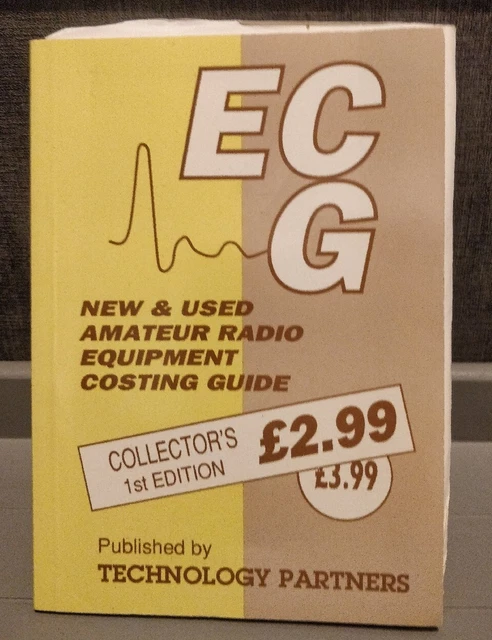 EC
G
NEW & USED
AMATEUR RADIO
EQUIPMENT
COSTING GUIDE
COLLECTOR'S
1st EDITION
£2.99
£3.99
Published by
TECHNOLOGY PARTNERS